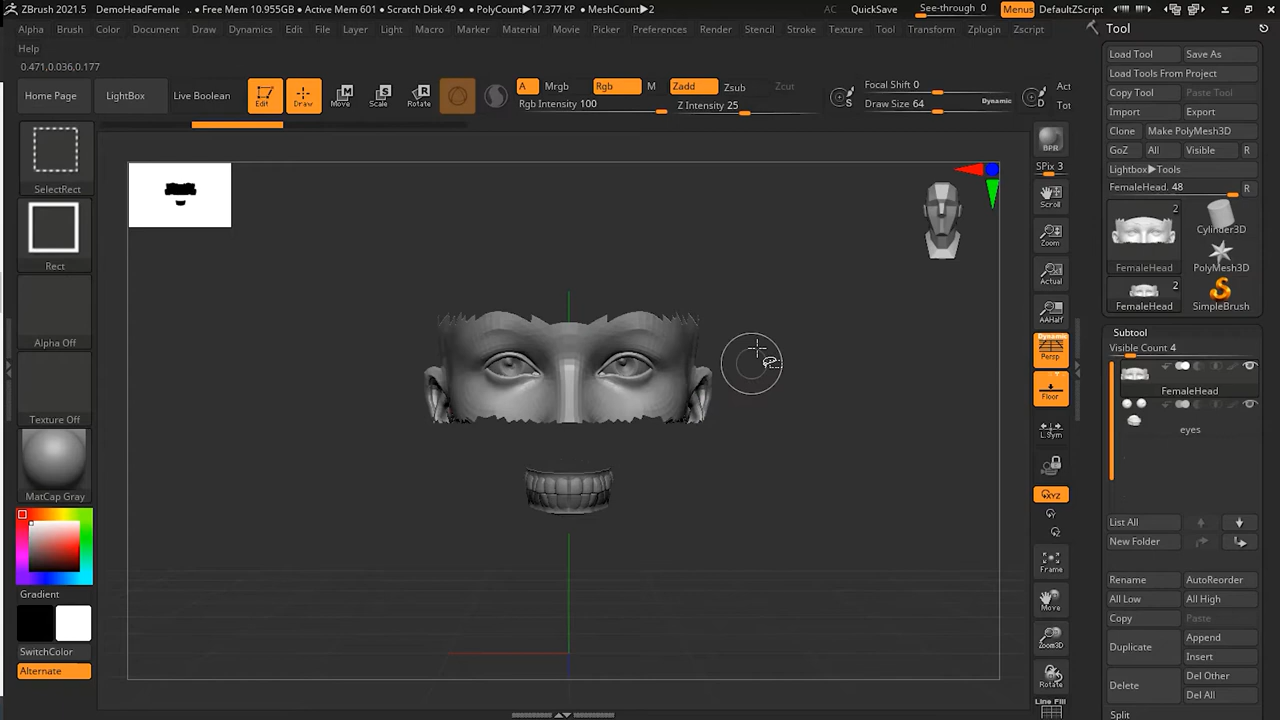 ZBrush 2021.5 DemoHeadFemale • Free Mem 10.955GB • Active Mem 601 • Scratch Disk 49 • PolyCount▶17.377 KP • MeshCount▶2 AC QuickSave See-through 0 Menus DefaultZScript
Alpha Brush Color Document Draw Dynamics Edit File Layer Light Macro Marker Material Movie Picker Preferences Render Stencil Stroke Texture Tool Transform Zplugin Zscript
Help
0.471,0.036,0.177
Home Page LightBox Live Boolean Edit Draw Move Scale Rotate
A Mrgb Rgb M Zadd Zsub Zcut
Rgb Intensity 100 Z Intensity 25
S Focal Shift 0
Draw Size 64 Dynamic D
Act
Tot
SelectRect
Rect
Alpha Off
Texture Off
MatCap Gray
Gradient
SwitchColor
Alternate
BPR
SPix 3
Scroll
Zoom
Actual
AAHalf
Dynamic
Persp
Floor
L.Sym
XYZ
Y
Z
Frame
Move
Zoom3D
Rotate
Line Fill
Tool
Load Tool Save As
Load Tools From Project
Copy Tool Paste Tool
Import Export
Clone Make PolyMesh3D
GoZ All Visible R
Lightbox▶Tools
FemaleHead. 48 R
2
FemaleHead
Cylinder3D
PolyMesh3D
2
FemaleHead
SimpleBrush
Subtool
Visible Count 4
FemaleHead
eyes
List All
New Folder
Rename AutoReorder
All Low All High
Copy Paste
Duplicate Append
Insert
Delete Del Other
Del All
Split